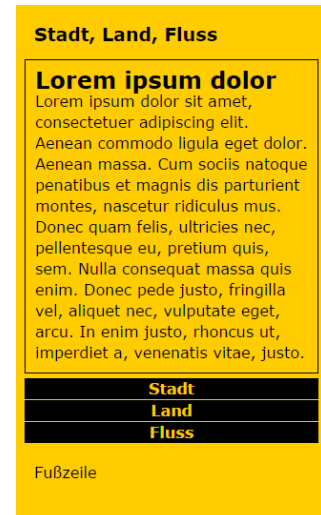 Stadt, Land, Fluss
Lorem ipsum dolor
Lorem ipsum dolor sit amet,
consectetuer adipiscing elit.
Aenean commodo ligula eget dolor.
Aenean massa. Cum sociis natoque
penatibus et magnis dis parturient
montes, nascetur ridiculus mus.
Donec quam felis, ultricies nec,
pellentesque eu, pretium quis,
sem. Nulla consequat massa quis
enim. Donec pede justo, fringilla
vel, aliquet nec, vulputate eget,
arcu. In enim justo, rhoncus ut,
imperdiet a, venenatis vitae, justo.
Stadt
Land
Fluss
Fußzeile